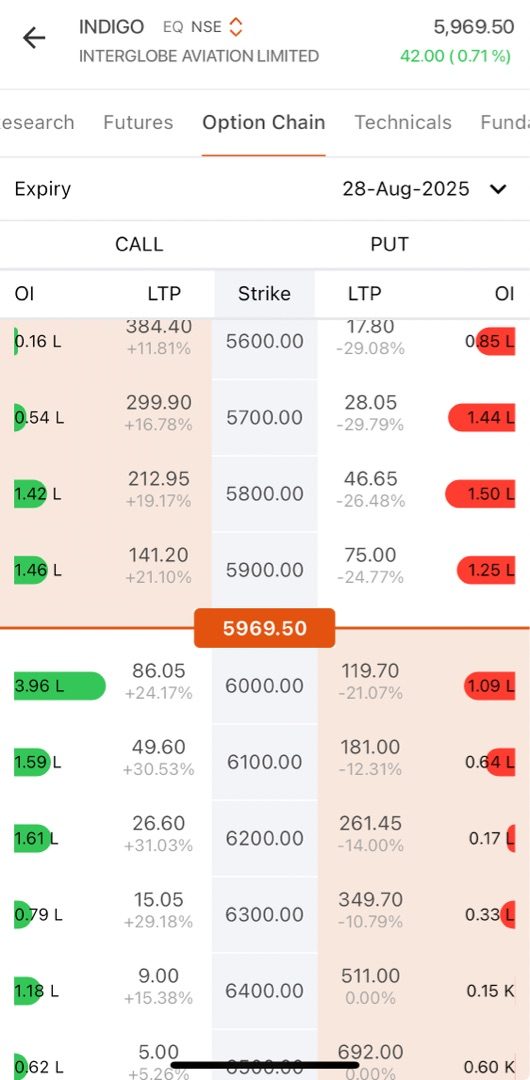 INDIGO EQ NSE 5,969.50
INTERGLOBE AVIATION LIMITED 42.00 (0.71%)
esearch Futures Option Chain Technicals Fund
Expiry 28-Aug-2025
CALL PUT
OI LTP Strike LTP OI
0.16 L 384.40 5600.00 17.80 0.85 L
+11.81% -29.08%
0.54 L 299.90 5700.00 28.05 1.44 L
+16.78% -29.79%
1.42 L 212.95 5800.00 46.65 1.50 L
+19.17% -26.48%
1.46 L 141.20 5900.00 75.00 1.25 L
+21.10% -24.77%
5969.50
3.96 L 86.05 6000.00 119.70 1.09 L
+24.17% -21.07%
1.59 L 49.60 6100.00 181.00 0.64 L
+30.53% -12.31%
1.61 L 26.60 6200.00 261.45 0.17 L
+31.03% -14.00%
0.79 L 15.05 6300.00 349.70 0.33 L
+29.18% -10.79%
1.18 L 9.00 6400.00 511.00 0.15 K
+15.38% 0.00%
0.62 L 5.00 6500.00 692.00 0.60 K
+5.26% 0.00%